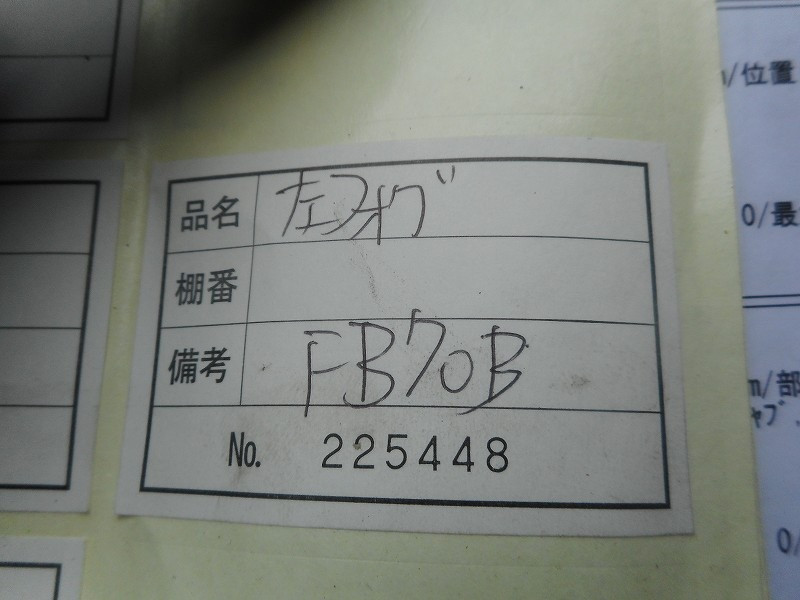 品名 左フォグ
棚番
備考 FB70B
No. 225448
/位置
0/最
m/部
ャブ
0/